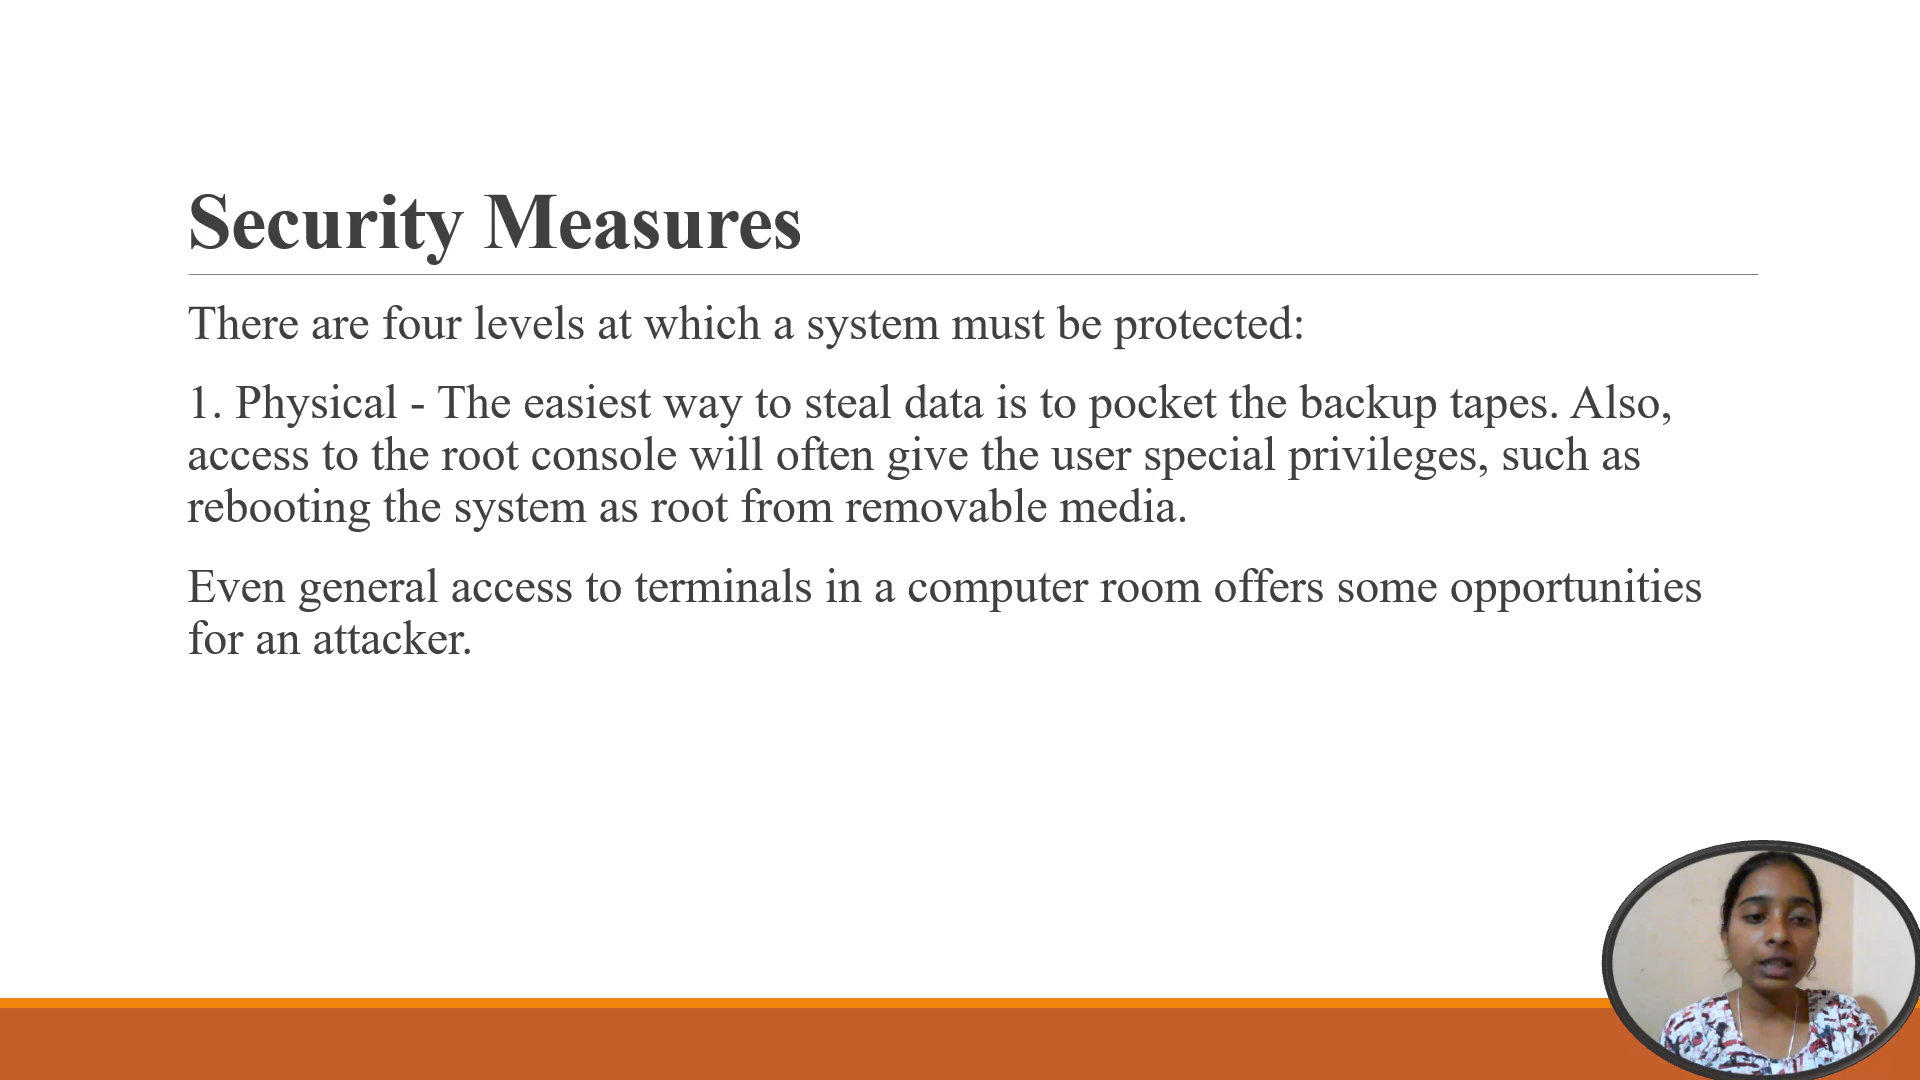 Security Measures
There are four levels at which a system must be protected:
1. Physical - The easiest way to steal data is to pocket the backup tapes. Also,
access to the root console will often give the user special privileges, such as
rebooting the system as root from removable media.
Even general access to terminals in a computer room offers some opportunities
for an attacker.